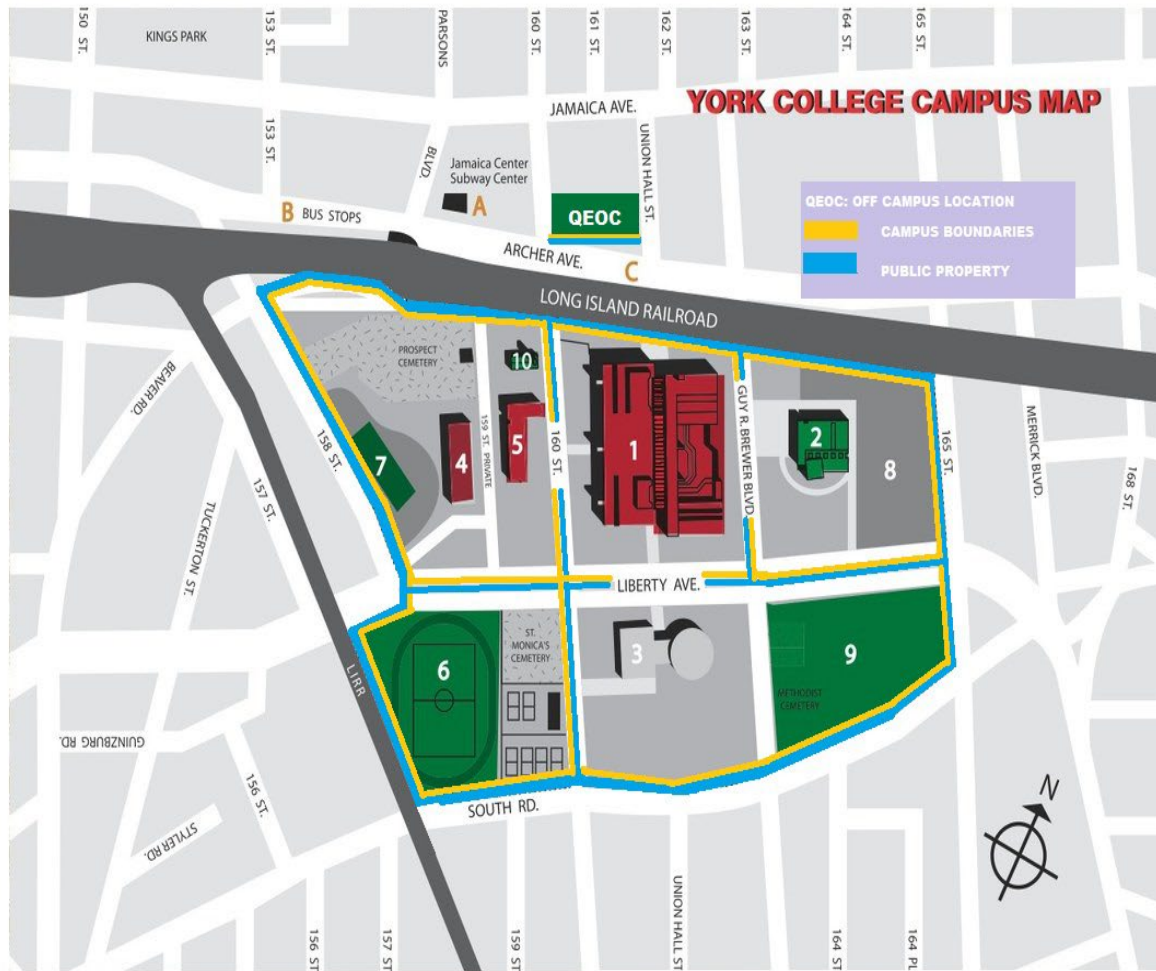 150 ST.
153 ST.
PARSONS
160 ST.
161 ST.
162 ST.
163 ST.
164 ST.
165 ST.
KINGS PARK
YORK COLLEGE CAMPUS MAP
JAMAICA AVE.
153 ST.
BLVD.
UNION HALL ST.
Jamaica Center
Subway Center
A
B
BUS STOPS
QEOC
QEOC: OFF CAMPUS LOCATION
CAMPUS BOUNDARIES
PUBLIC PROPERTY
ARCHER AVE.
C
LONG ISLAND RAILROAD
PROSPECT
CEMETERY
10
BEAVER RD.
158 ST.
159 ST. PRIVATE
160 ST.
GUY R. BREWER BLVD.
165 ST.
MERRICK BLVD.
168 ST.
7
4
5
1
2
8
157 ST.
TUCKERTON ST.
LIBERTY AVE.
ST.
MONICA'S
CEMETERY
LIRR
6
3
9
METHODIST
CEMETERY
GUINZBURG RD.
156 ST.
STYLER RD.
SOUTH RD.
N
156 ST
157 ST
159 ST
UNION HALL ST
164 ST
164 PL